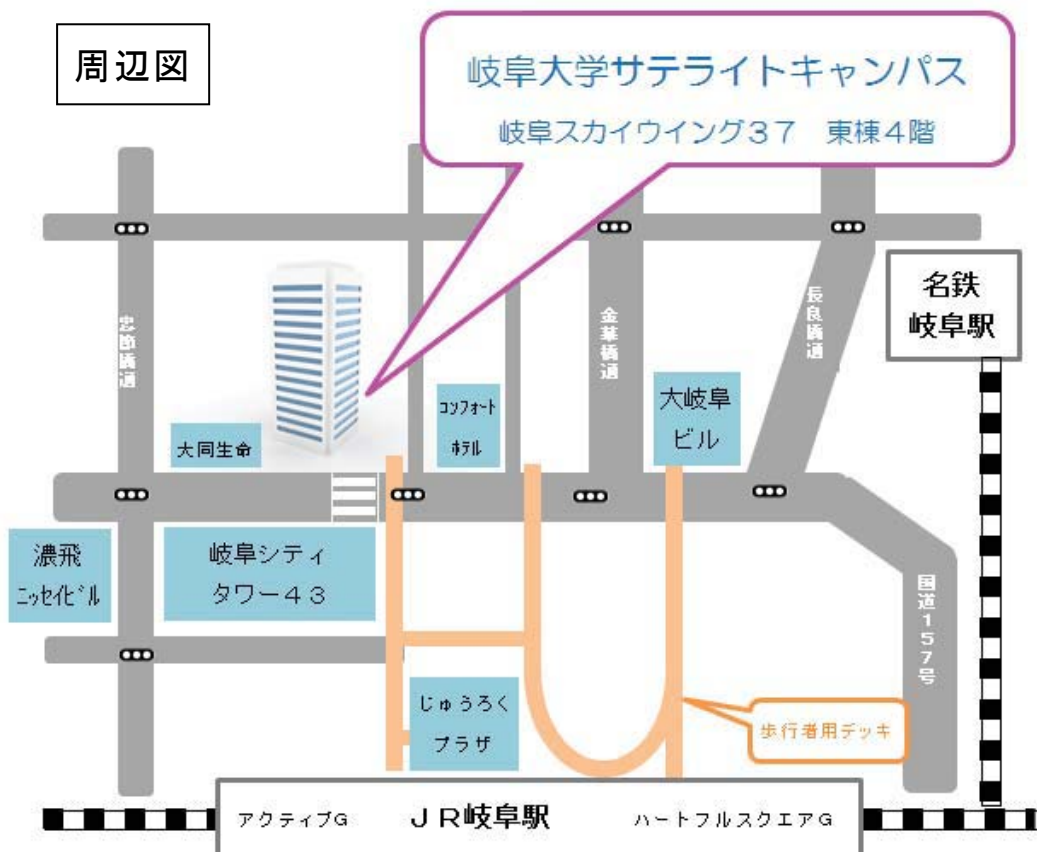 周辺図
岐阜大学サテライトキャンパス
岐阜スカイウイング37 東棟4階
名鉄
岐阜駅
忠節橋通
金華橋通
長良橋通
大同生命
コンフォート
ホテル
大岐阜
ビル
濃飛
ニッセイビル
岐阜シティ
タワー43
国道157号
じゅうろく
プラザ
歩行者用デッキ
アクティブG
JR岐阜駅
ハートフルスクエアG